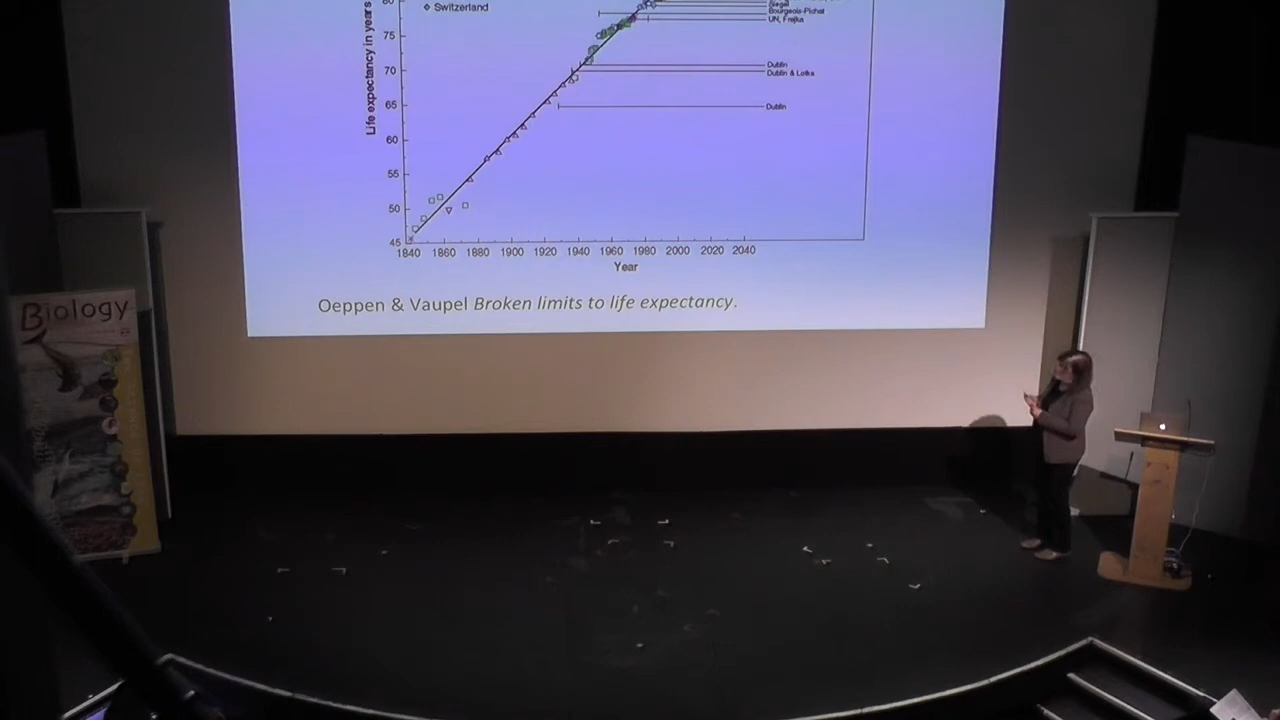 80
Switzerland
Siegel
Bourgeois-Pichat
UN, Frejka
75
70
Dublin
Dublin & Lotka
65
Dublin
60
55
50
45
Life expectancy in years
1840 1860 1880 1900 1920 1940 1960 1980 2000 2020 2040
Year
Oeppen & Vaupel Broken limits to life expectancy.
Biology